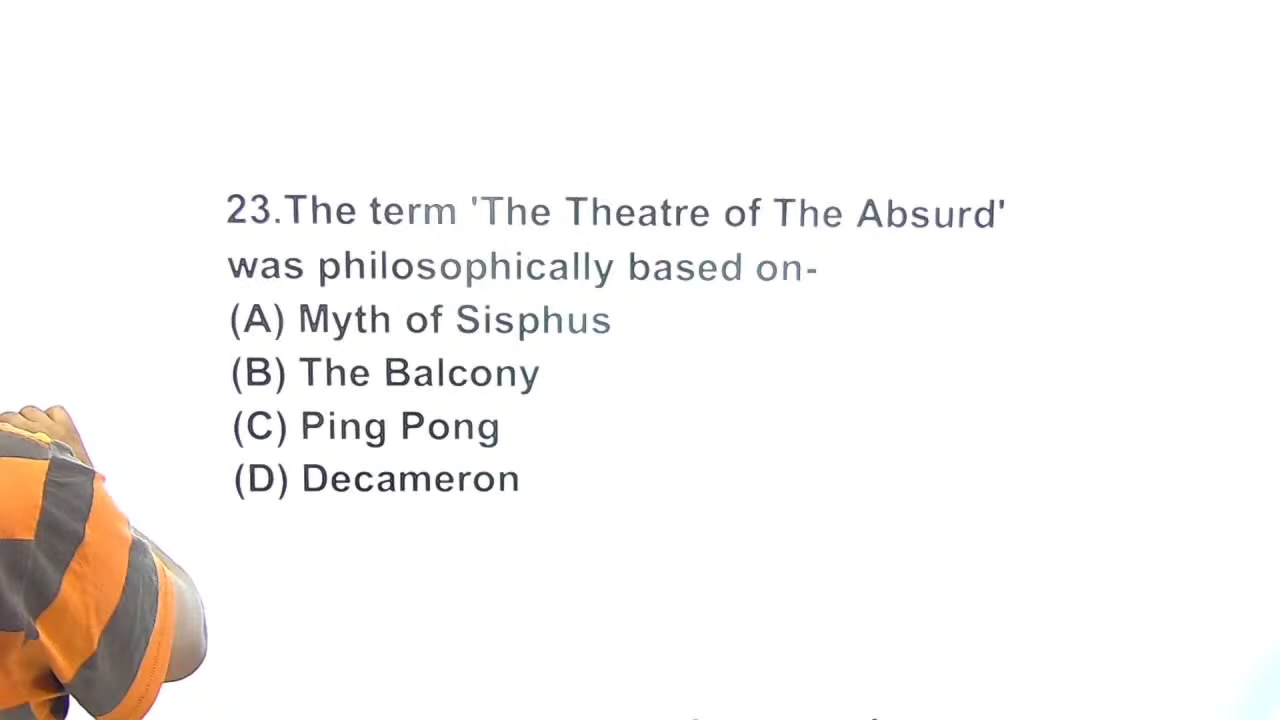 23.The term 'The Theatre of The Absurd'
was philosophically based on-
(A) Myth of Sisphus
(B) The Balcony
(C) Ping Pong
(D) Decameron